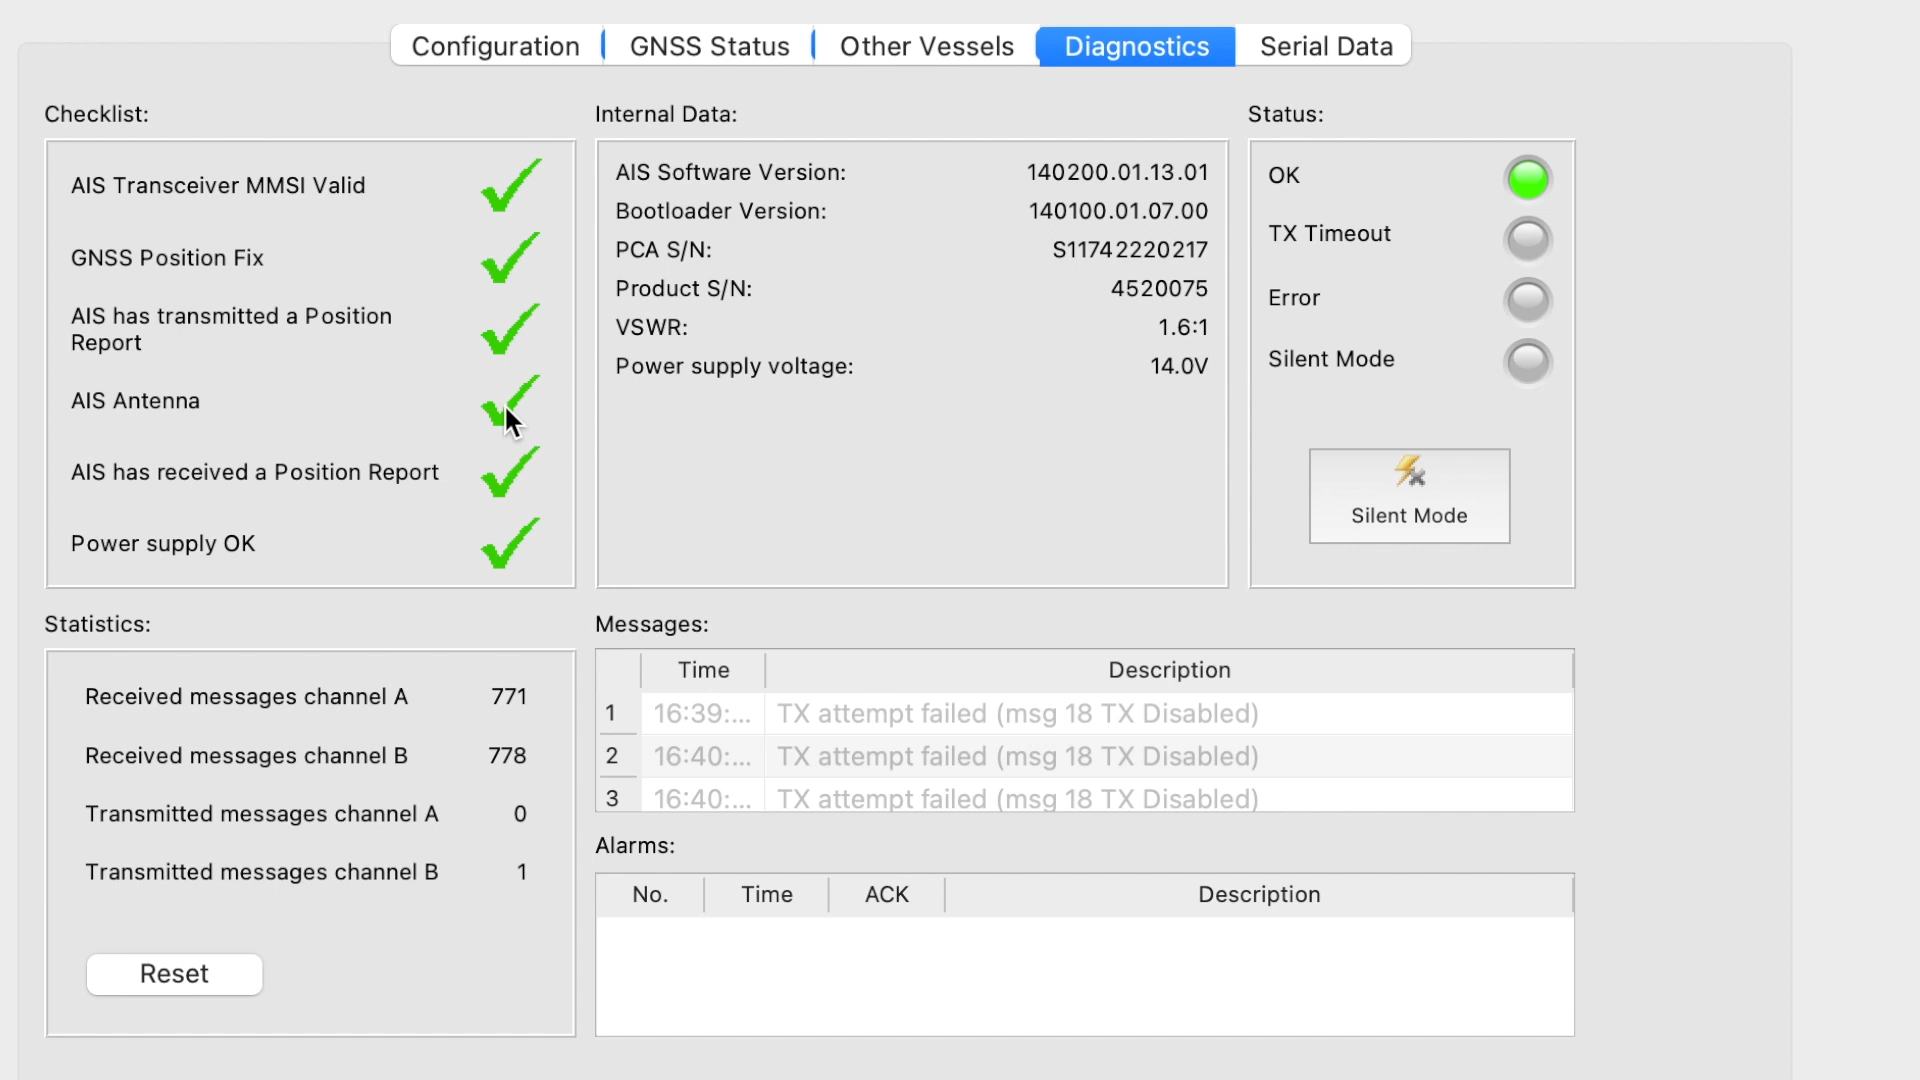 Configuration
GNSS Status
Other Vessels
Diagnostics
Serial Data
Checklist:
AIS Transceiver MMSI Valid
GNSS Position Fix
AIS has transmitted a Position
Report
AIS Antenna
AIS has received a Position Report
Power supply OK
Internal Data:
AIS Software Version: 140200.01.13.01
Bootloader Version: 140100.01.07.00
PCA S/N: S11742220217
Product S/N: 4520075
VSWR: 1.6:1
Power supply voltage: 14.0V
Status:
OK
TX Timeout
Error
Silent Mode
Silent Mode
Statistics:
Received messages channel A 771
Received messages channel B 778
Transmitted messages channel A 0
Transmitted messages channel B 1
Reset
Messages:
Time Description
1 16:39:... TX attempt failed (msg 18 TX Disabled)
2 16:40:... TX attempt failed (msg 18 TX Disabled)
3 16:40:... TX attempt failed (msg 18 TX Disabled)
Alarms:
No. Time ACK Description